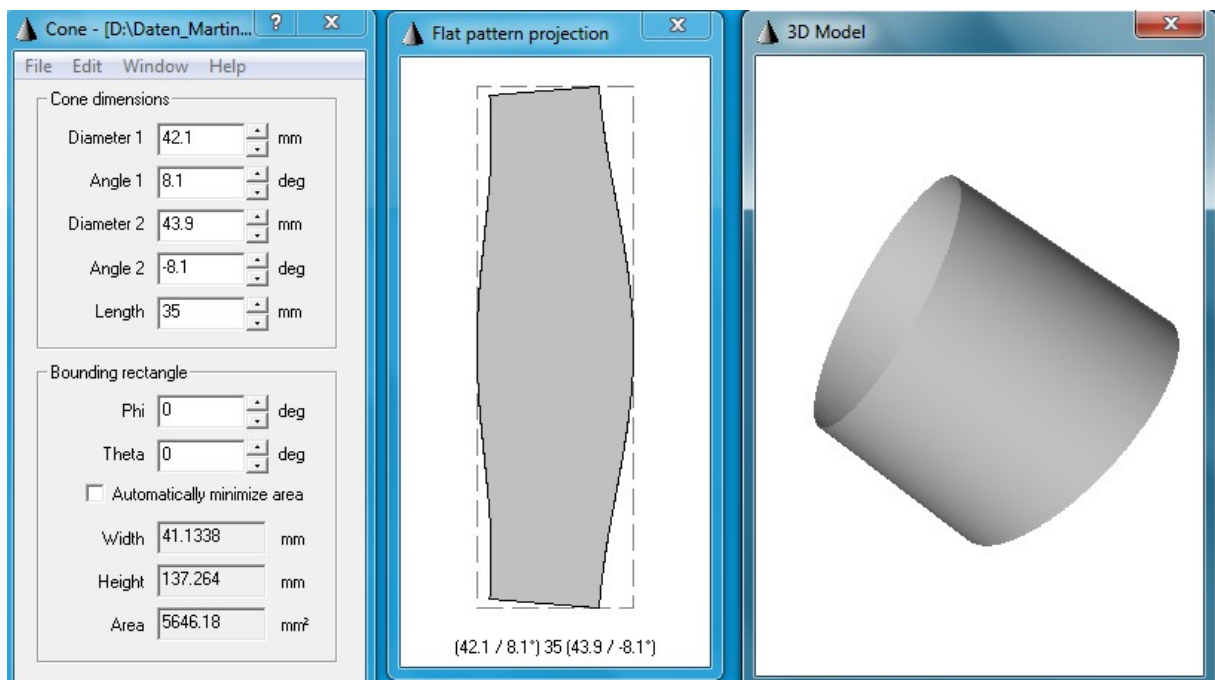 Cone - [D:\Daten_Martin...
File Edit Window Help
Cone dimensions
Diameter 1 42.1 mm
Angle 1 8.1 deg
Diameter 2 43.9 mm
Angle 2 -8.1 deg
Length 35 mm
Bounding rectangle
Phi 0 deg
Theta 0 deg
Automatically minimize area
Width 41.1338 mm
Height 137.264 mm
Area 5646.18 mm²
Flat pattern projection
(42.1 / 8.1°) 35 (43.9 / -8.1°)
3D Model